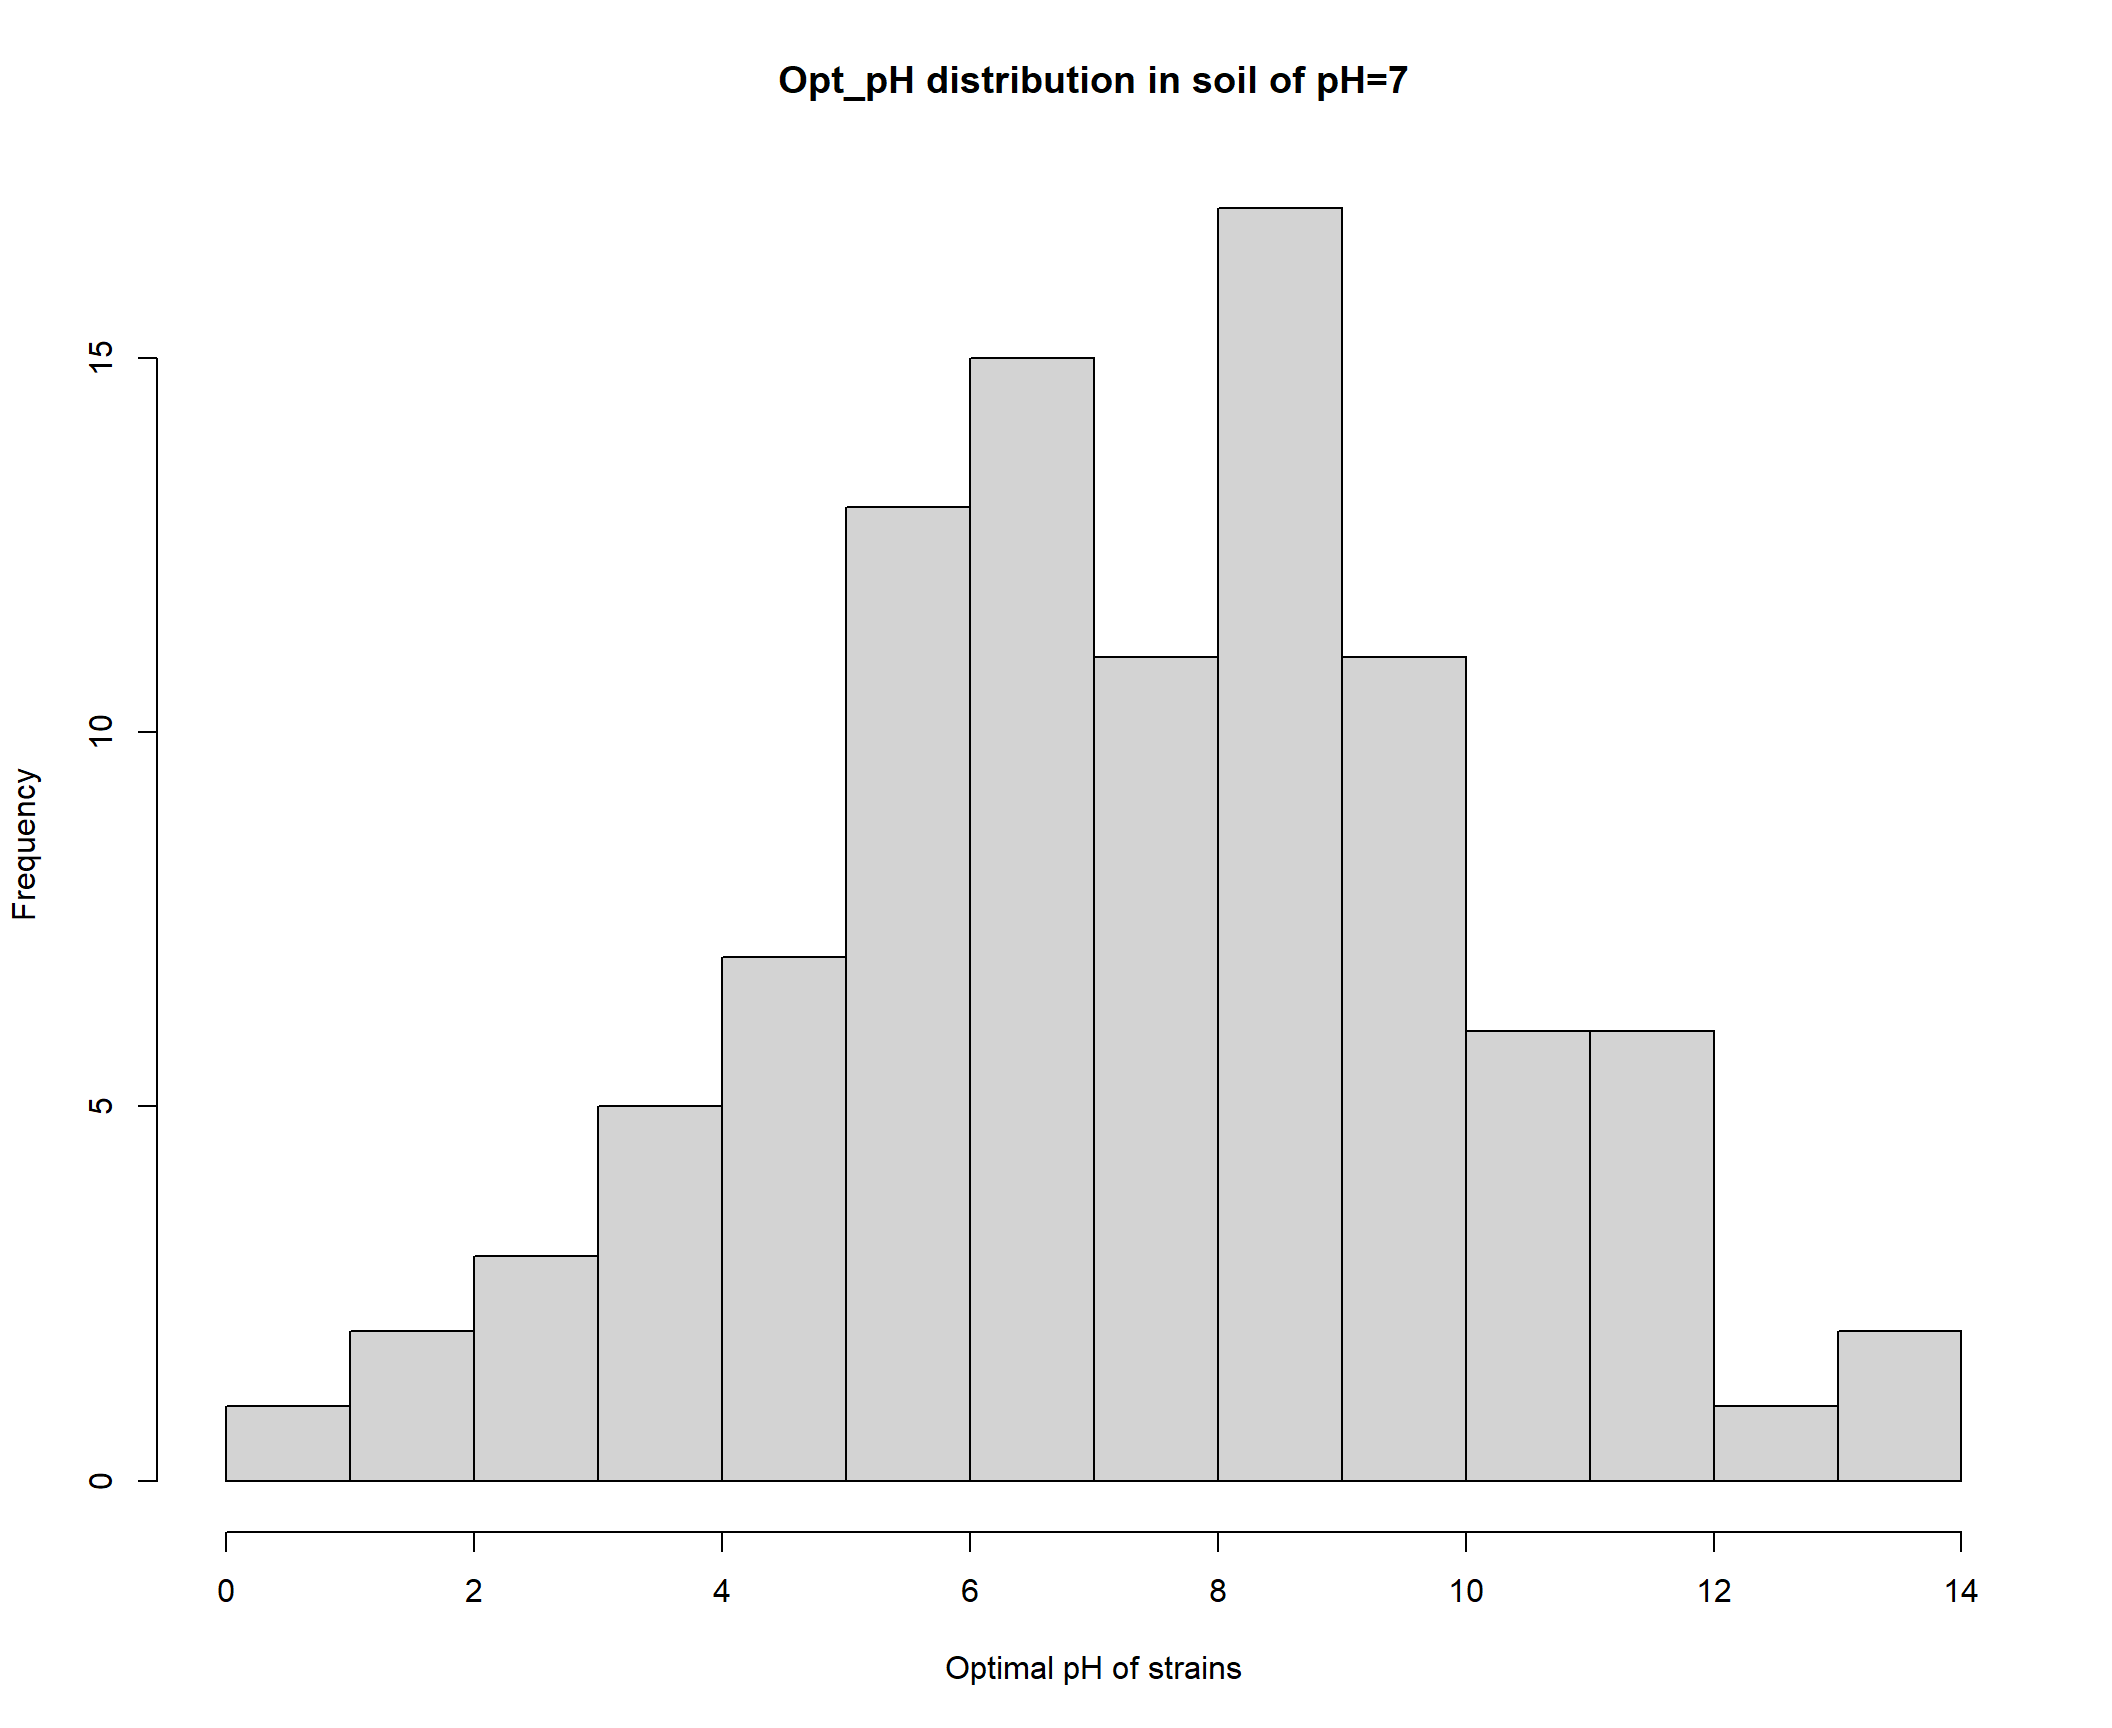 Opt_pH distribution in soil of pH=7
Frequency
15
10
5
0
0 2 4 6 8 10 12 14
Optimal pH of strains